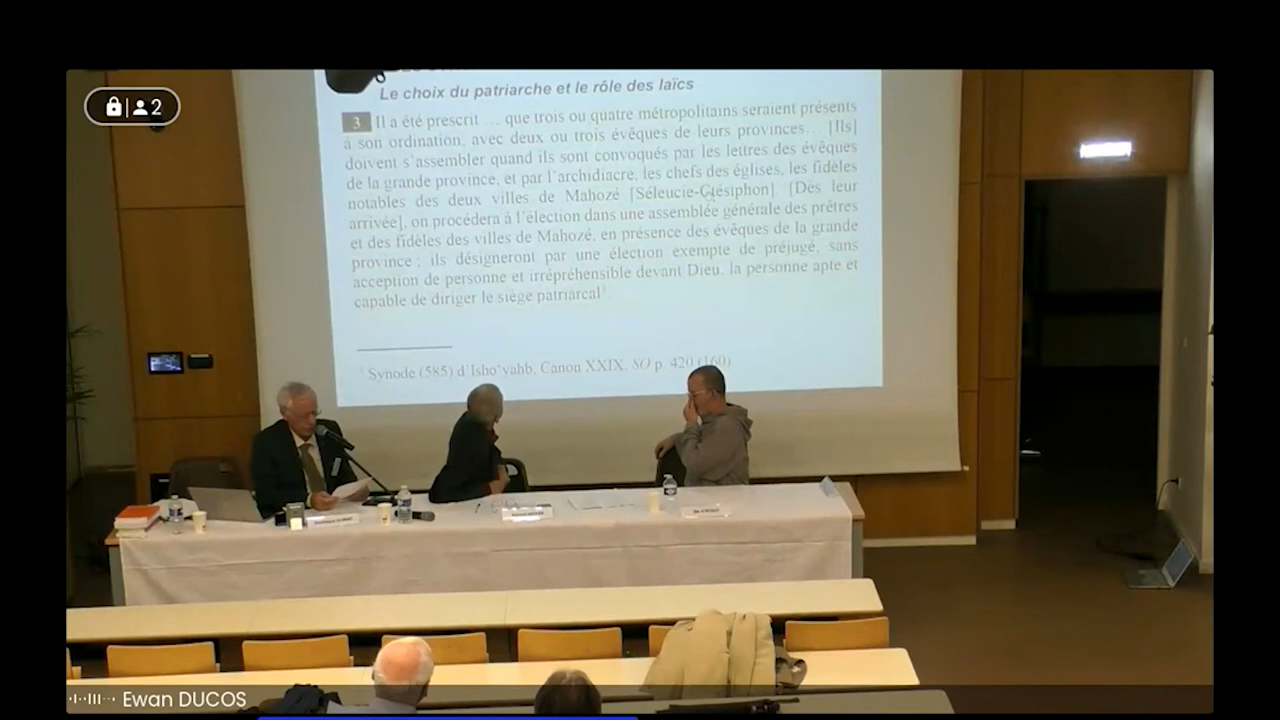 2
Le choix du patriarche et le rôle des laïcs
3 Il a été prescrit … que trois ou quatre métropolitains seraient présents
à son ordination, avec deux ou trois évêques de leurs provinces… [Ils]
doivent s'assembler quand ils sont convoqués par les lettres des évêques
de la grande province, et par l'archidiacre, les chefs des églises, les fidèles
notables des deux villes de Mahozé [Séleucie-Ctésiphon]. [Dès leur
arrivée], on procédera à l'élection dans une assemblée générale des prêtres
et des fidèles des villes de Mahozé, en présence des évêques de la grande
province ; ils désigneront par une élection exempte de préjugé, sans
acception de personne et irrépréhensible devant Dieu, la personne apte et
capable de diriger le siège patriarcal
Synode (585) d'Isho'yahb, Canon XXIX, SO p. 420 (160)
Ewan DUCOS